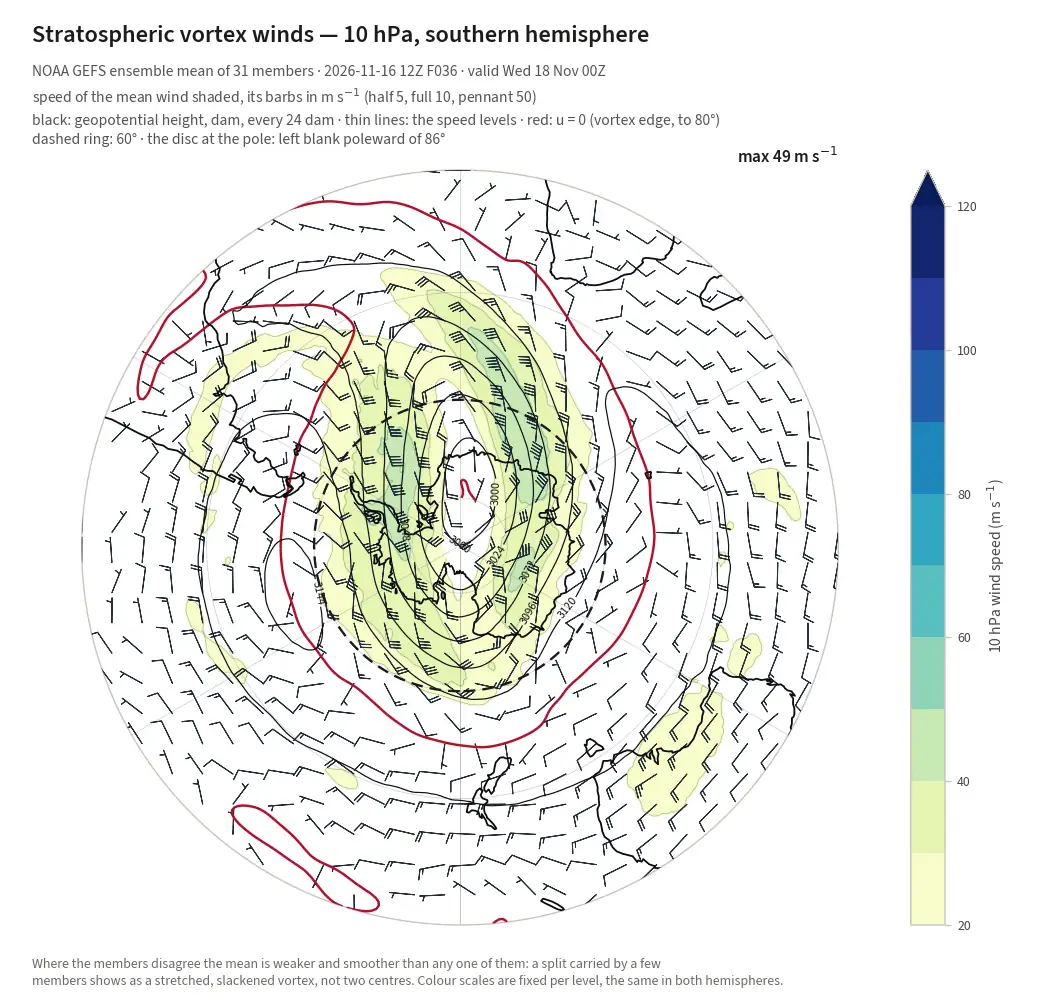 Stratospheric vortex winds — 10 hPa, southern hemisphere
NOAA GEFS ensemble mean of 31 members · 2026-11-16 12Z F036 · valid Wed 18 Nov 00Z
speed of the mean wind shaded, its barbs in m s⁻¹ (half 5, full 10, pennant 50)
black: geopotential height, dam, every 24 dam · thin lines: the speed levels · red: u = 0 (vortex edge, to 80°)
dashed ring: 60° · the disc at the pole: left blank poleward of 86°
max 49 m s⁻¹
120
100
80
60
40
20
10 hPa wind speed (m s⁻¹)
3000
3024
3096
3120
3144
Where the members disagree the mean is weaker and smoother than any one of them: a split carried by a few
members shows as a stretched, slackened vortex, not two centres. Colour scales are fixed per level, the same in both hemispheres.